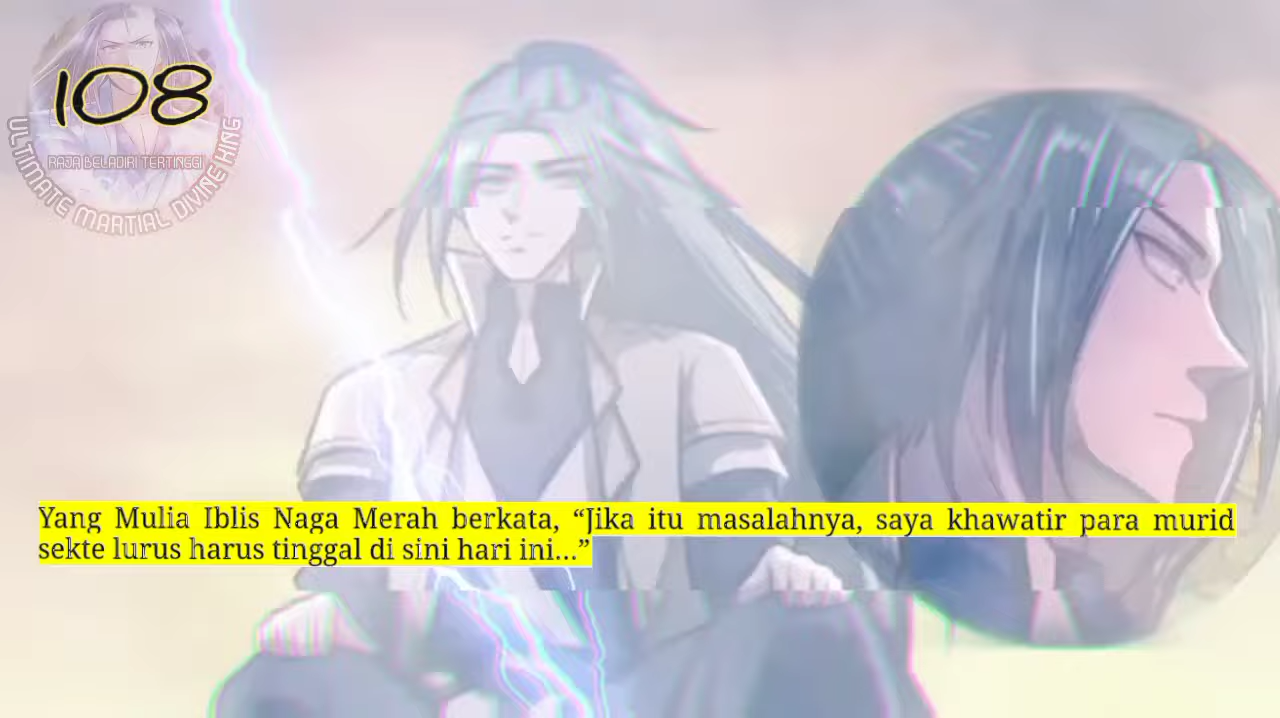 108
RAJA BELADIRI TERTINGGI
ULTIMATE MARTIAL DIVINE KING
Yang Mulia Iblis Naga Merah berkata, “Jika itu masalahnya, saya khawatir para murid
sekte lurus harus tinggal di sini hari ini...”